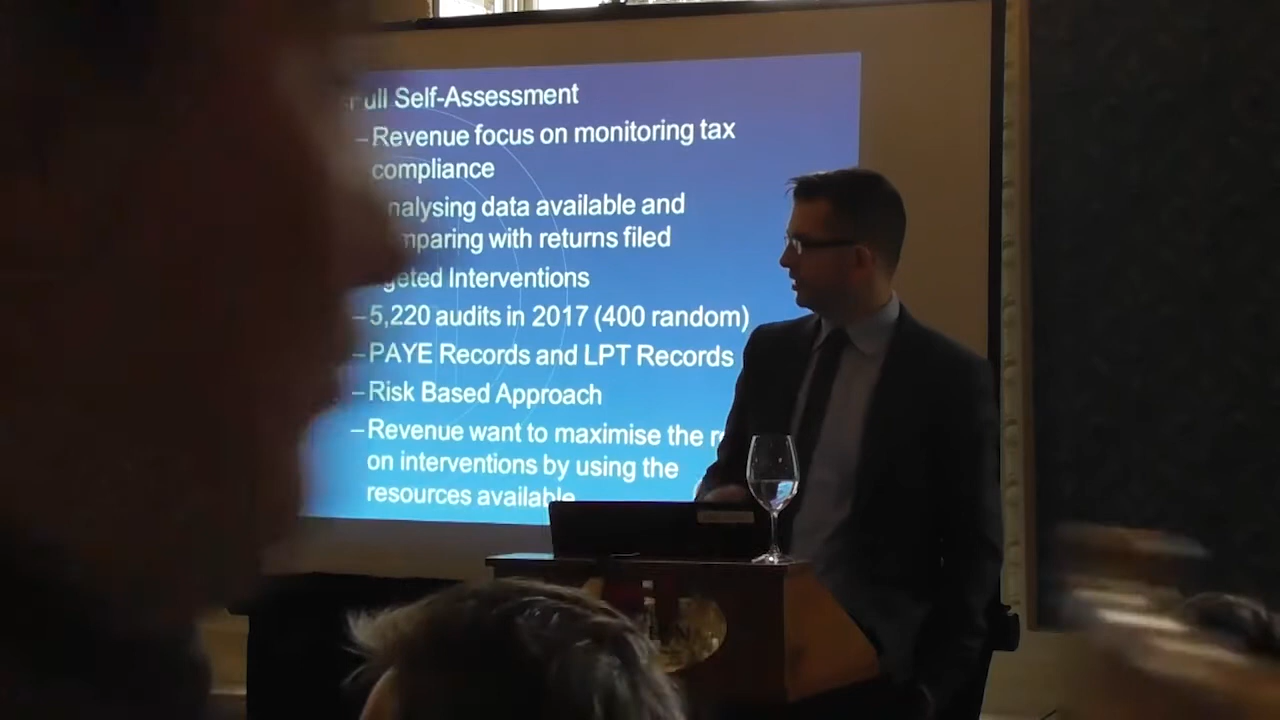 Full Self-Assessment
– Revenue focus on monitoring tax
compliance
nalysing data available and
mparing with returns filed
geted Interventions
– 5,220 audits in 2017 (400 random)
– PAYE Records and LPT Records
– Risk Based Approach
– Revenue want to maximise the
on interventions by using the
resources available